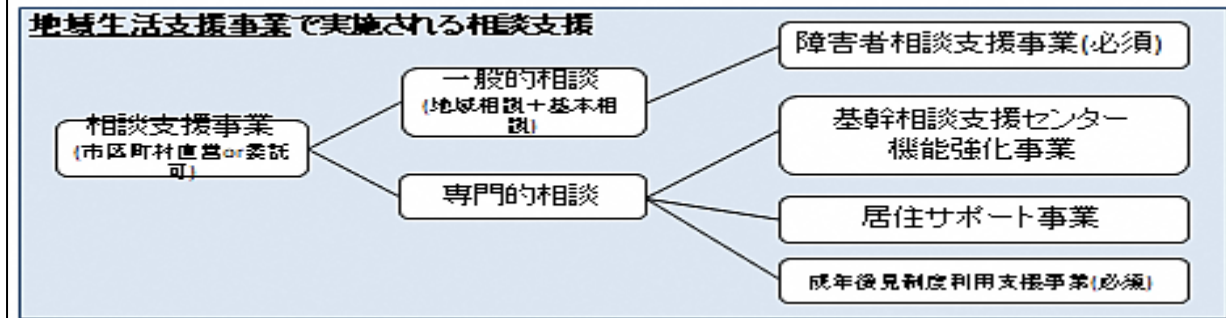 地域生活支援事業で実施される相談支援
障害者相談支援事業(必須)
一般的相談
(地域相談+基本相
談)
相談支援事業
(市区町村直営or委託
可)
基幹相談支援センター
機能強化事業
専門的相談
居住サポート事業
成年後見制度利用支援事業(必須)